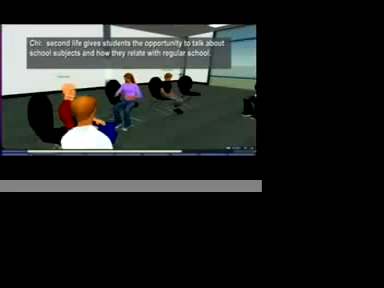 Chi: second life gives students the opportunity to talk about
school subjects and how they relate with regular school.